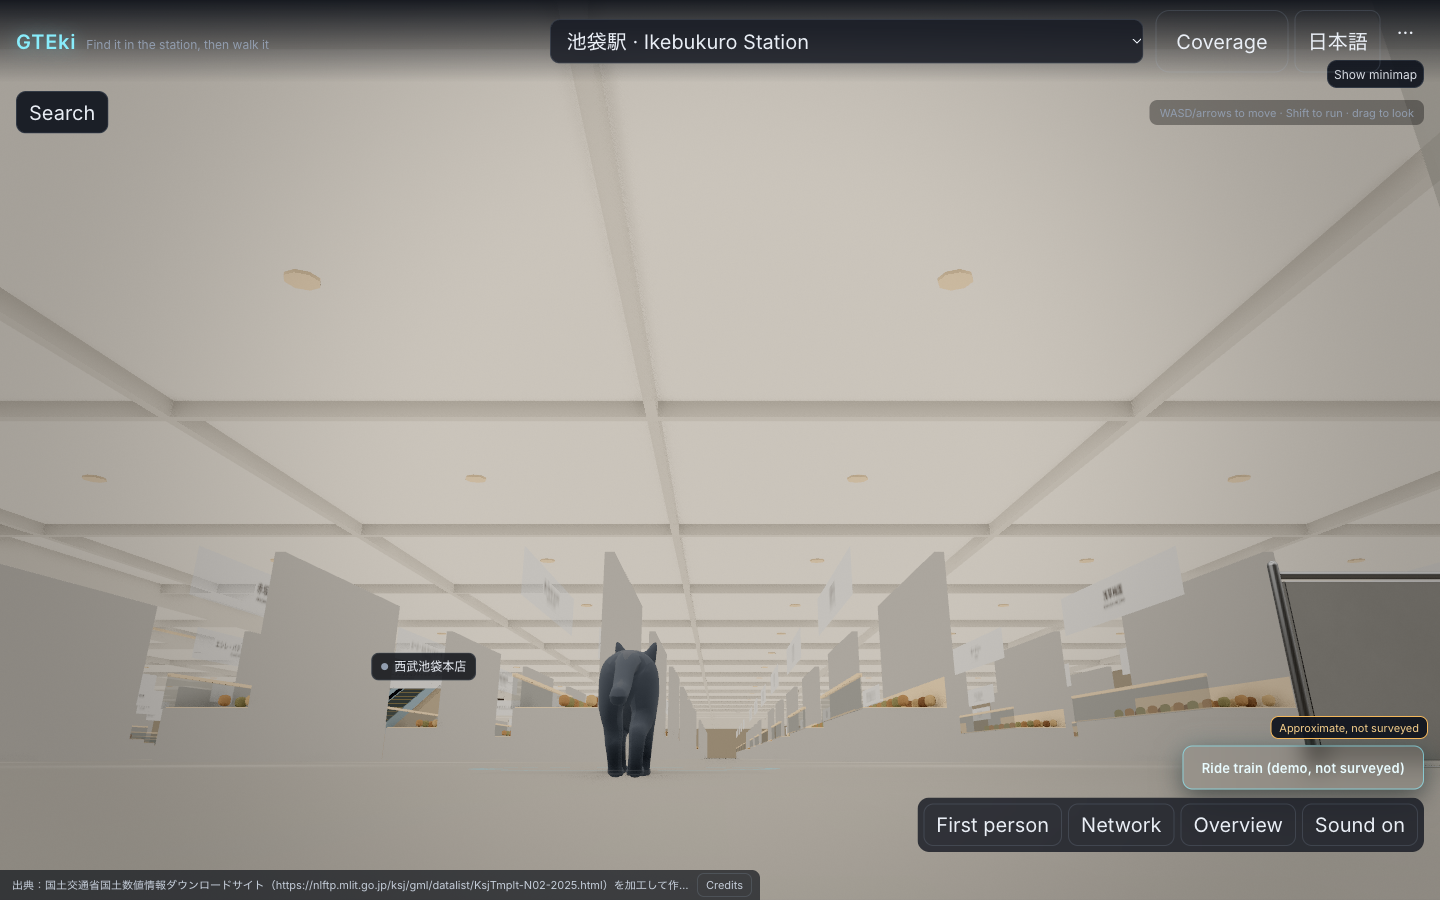 GTEki Find it in the station, then walk it
池袋駅 · Ikebukuro Station
Coverage
日本語
...
Show minimap
Search
WASD/arrows to move · Shift to run · drag to look
西武池袋本店
Approximate, not surveyed
Ride train (demo, not surveyed)
First person
Network
Overview
Sound on
出典：国土交通省国土数値情報ダウンロードサイト（https://nlftp.mlit.go.jp/ksj/gml/datalist/KsjTmplt-N02-2025.html）を加工して作...
Credits